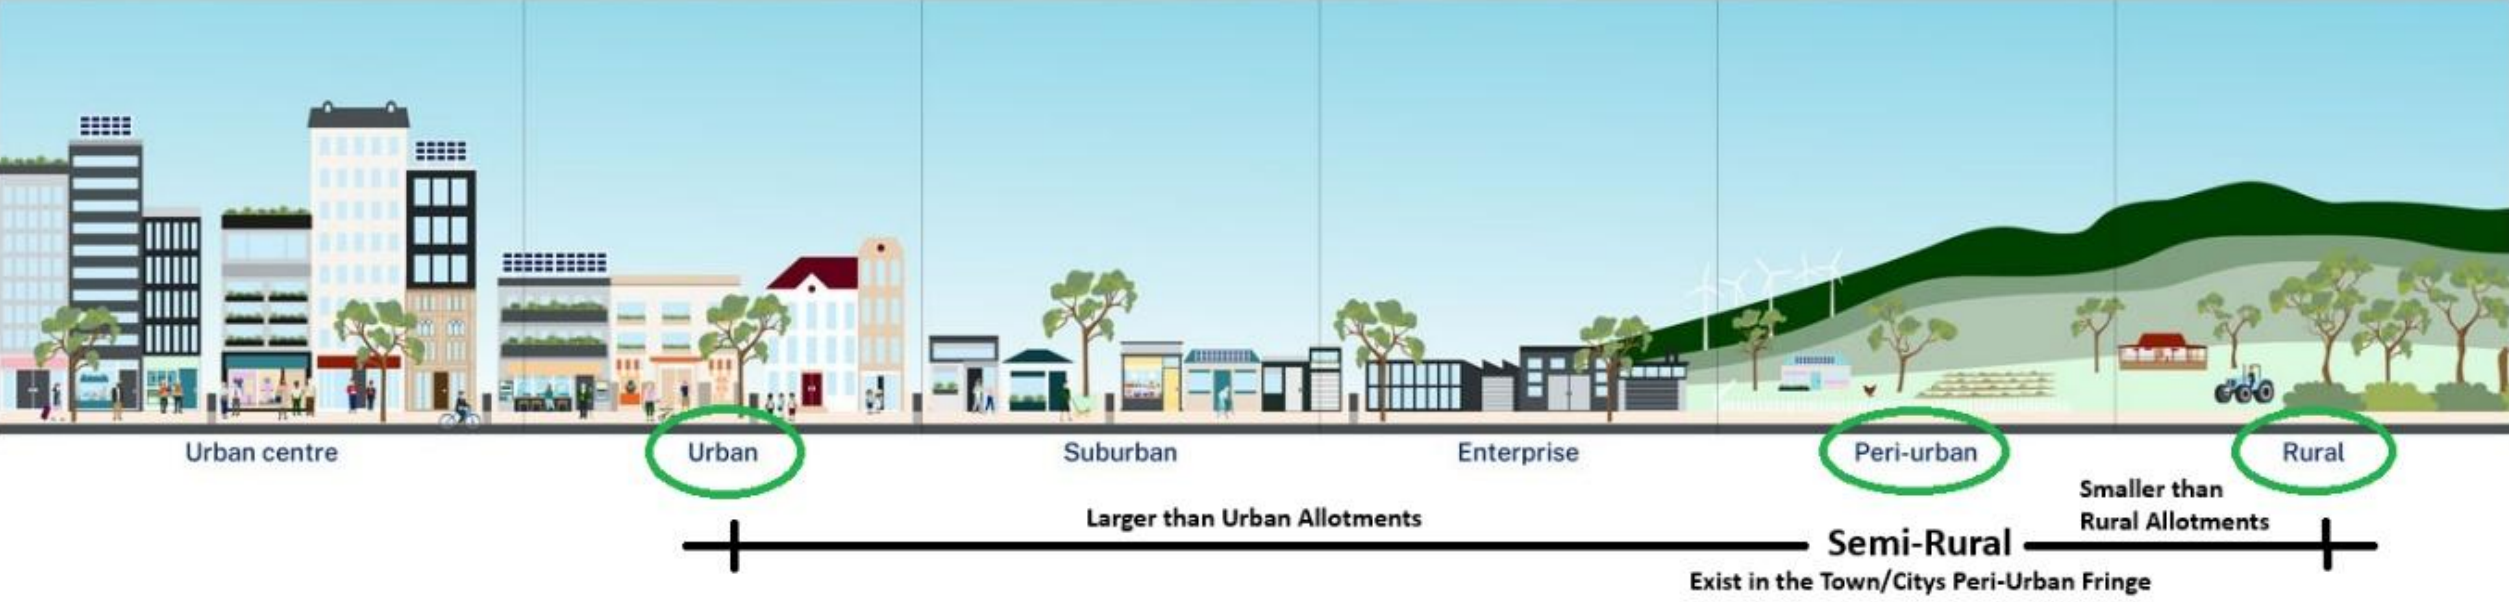 Urban centre
Urban
Suburban
Enterprise
Peri-urban
Rural
Larger than Urban Allotments
Smaller than
Rural Allotments
Semi-Rural
Exist in the Town/Citys Peri-Urban Fringe